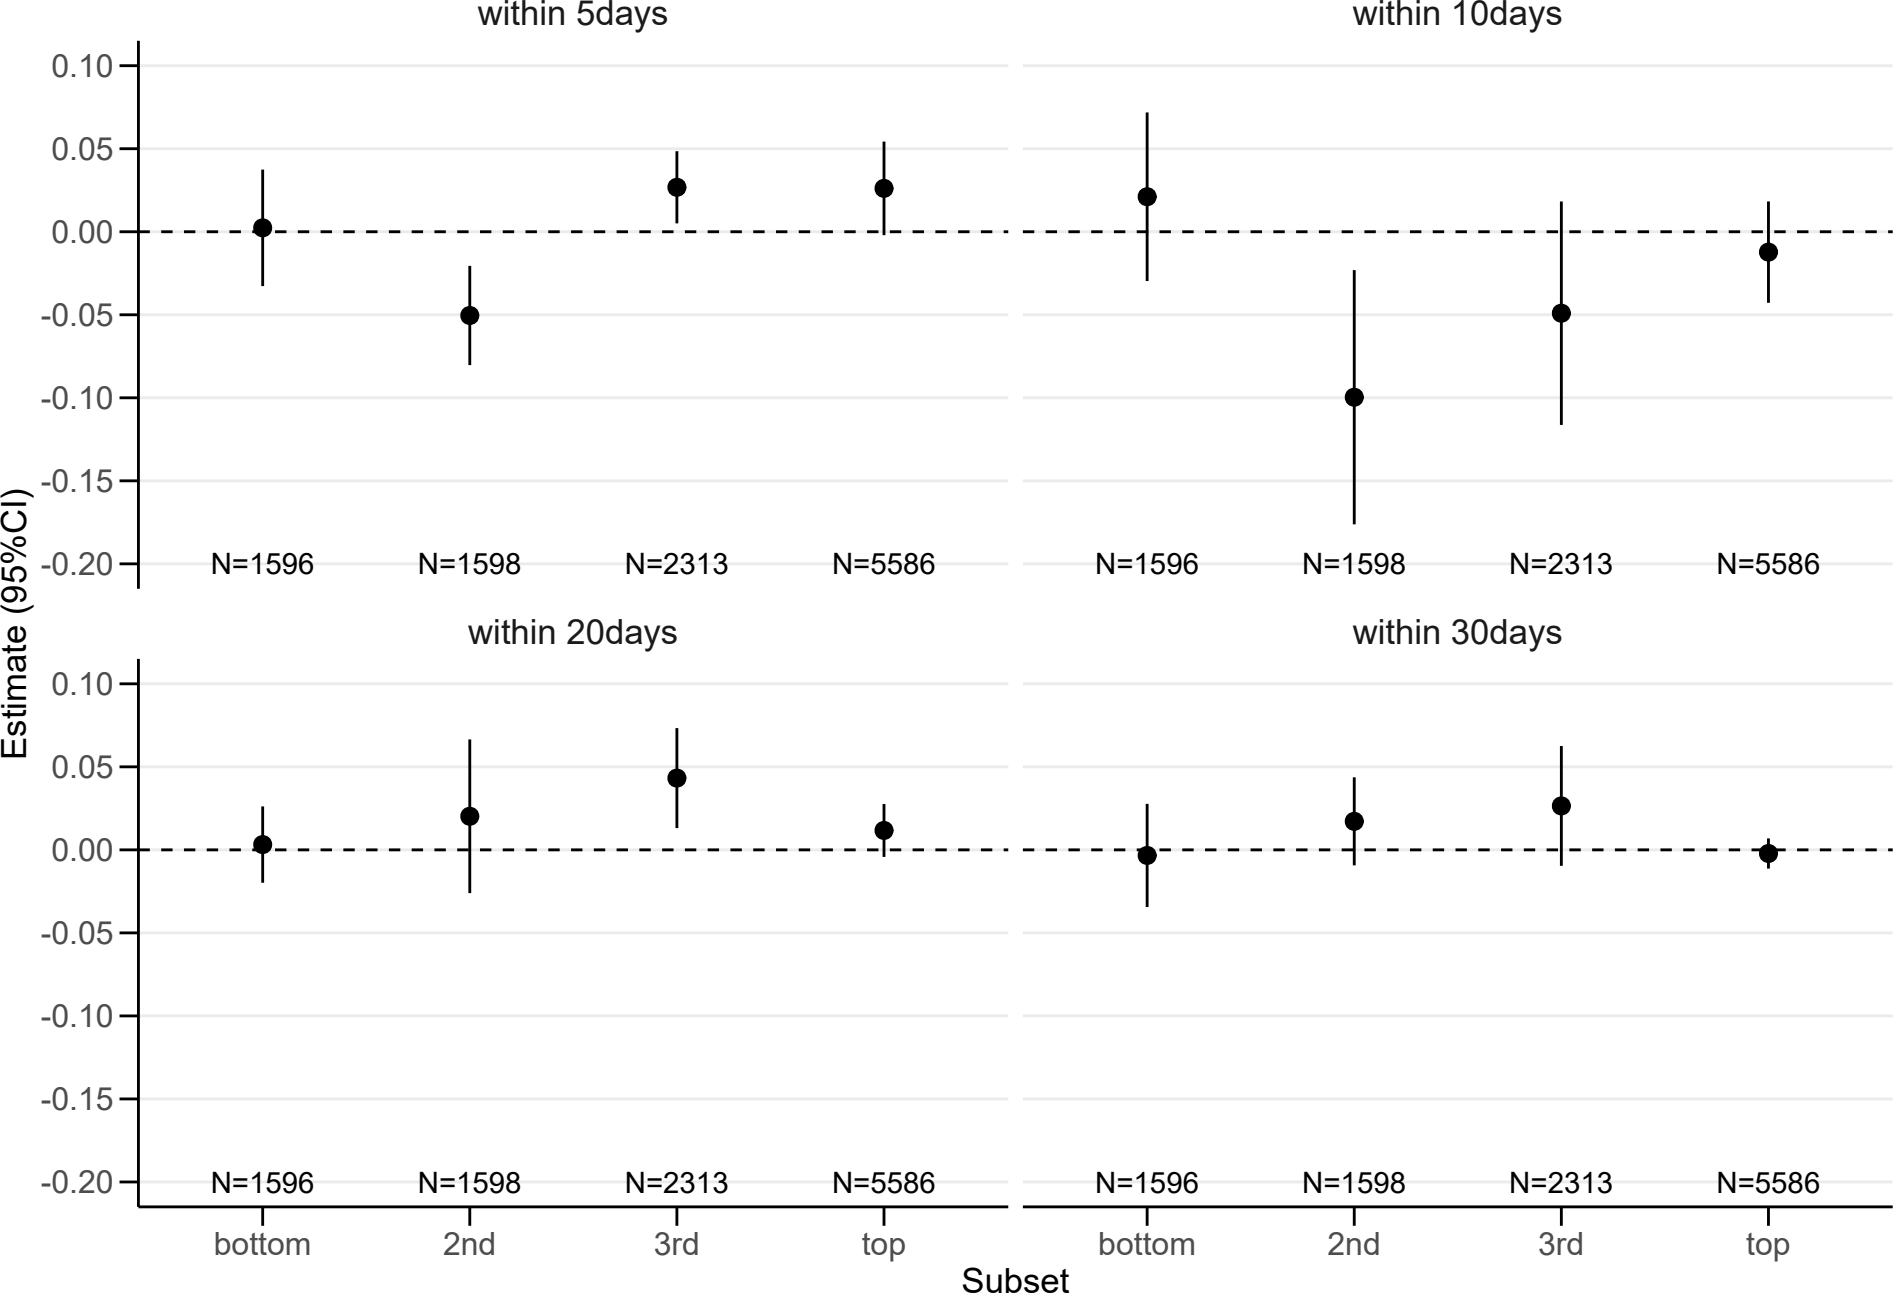 within 5days
within 10days
0.10
0.05
0.00
-0.05
-0.10
-0.15
-0.20
N=1596 N=1598 N=2313 N=5586
N=1596 N=1598 N=2313 N=5586
Estimate (95%CI)
within 20days
within 30days
0.10
0.05
0.00
-0.05
-0.10
-0.15
-0.20
N=1596 N=1598 N=2313 N=5586
N=1596 N=1598 N=2313 N=5586
bottom 2nd 3rd top
bottom 2nd 3rd top
Subset